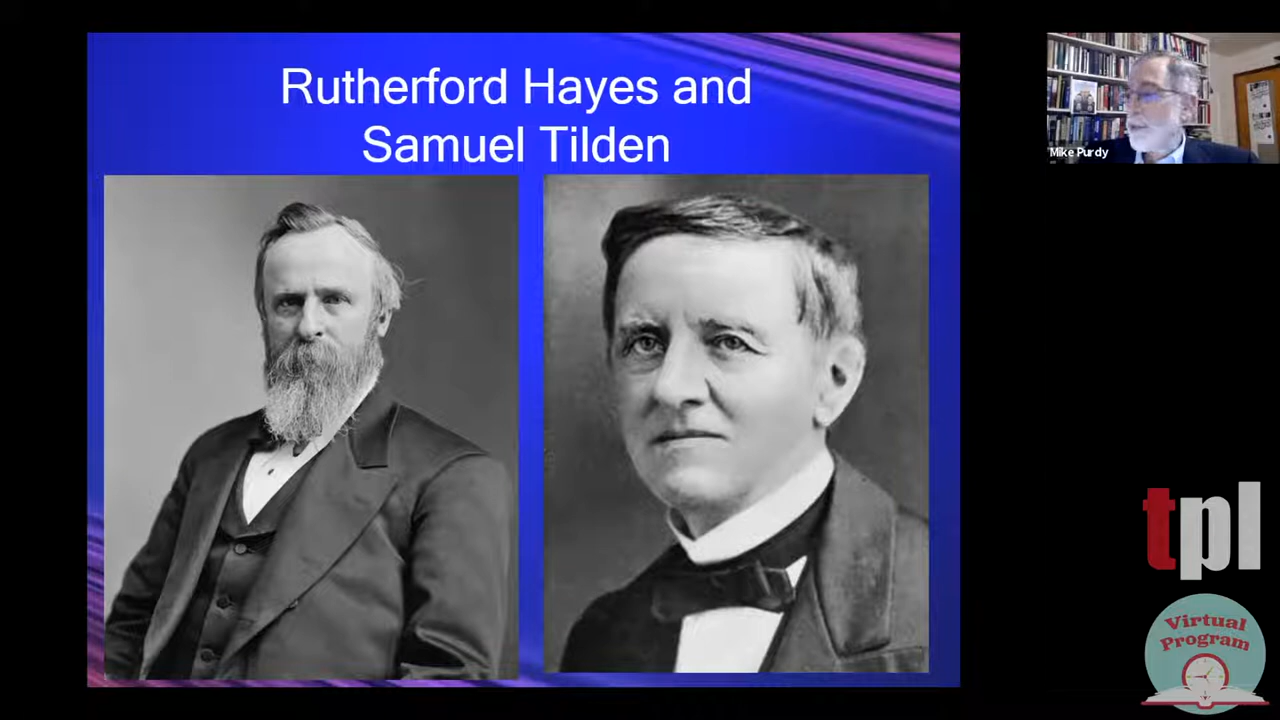 Rutherford Hayes and
Samuel Tilden
Mike Purdy
tpl
Virtual
Program